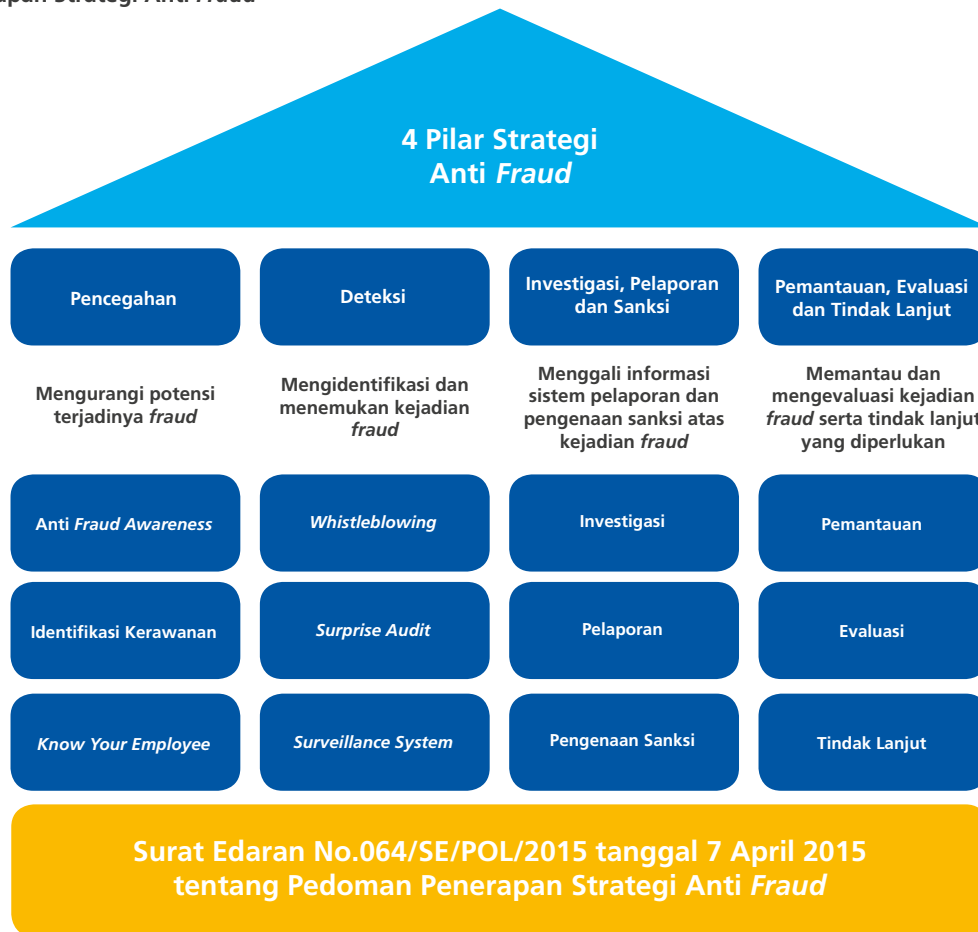 Strategi Anti Fraud
4 Pilar Strategi
Anti Fraud
Pencegahan
Deteksi
Investigasi, Pelaporan
dan Sanksi
Pemantauan, Evaluasi
dan Tindak Lanjut
Mengurangi potensi
terjadinya fraud
Mengidentifikasi dan
menemukan kejadian
fraud
Menggali informasi
sistem pelaporan dan
pengenaan sanksi atas
kejadian fraud
Memantau dan
mengevaluasi kejadian
fraud serta tindak lanjut
yang diperlukan
Anti Fraud Awareness
Whistleblowing
Investigasi
Pemantauan
Identifikasi Kerawanan
Surprise Audit
Pelaporan
Evaluasi
Know Your Employee
Surveillance System
Pengenaan Sanksi
Tindak Lanjut
Surat Edaran No.064/SE/POL/2015 tanggal 7 April 2015
tentang Pedoman Penerapan Strategi Anti Fraud